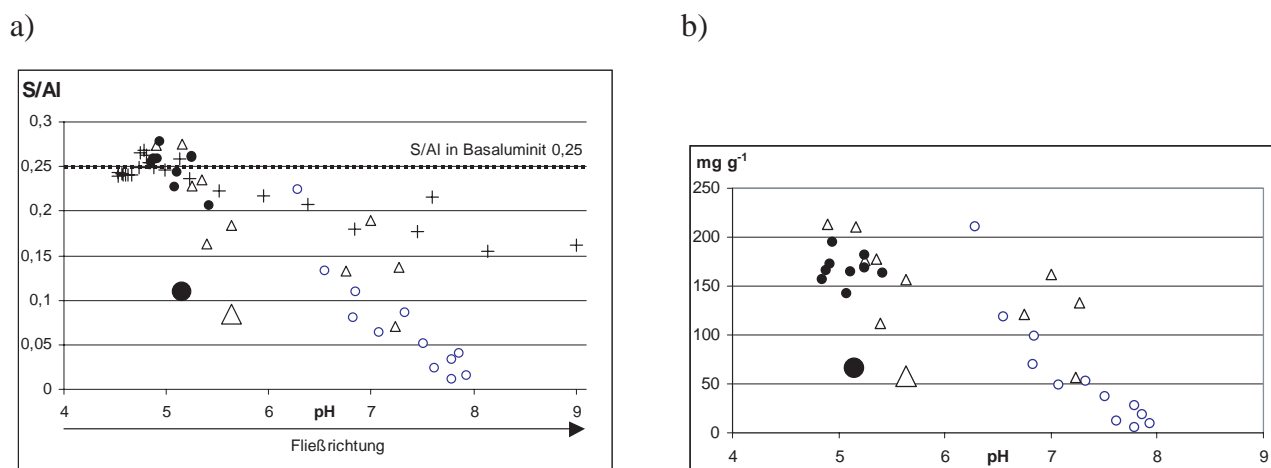 a)
S/Al
0,3
0,25
0,2
0,15
0,1
0,05
0
S/Al in Basaluminit 0,25
4 5 6 pH 7 8 9
Fließrichtung
b)
mg g-1
250
200
150
100
50
0
4 5 6 pH 7 8 9